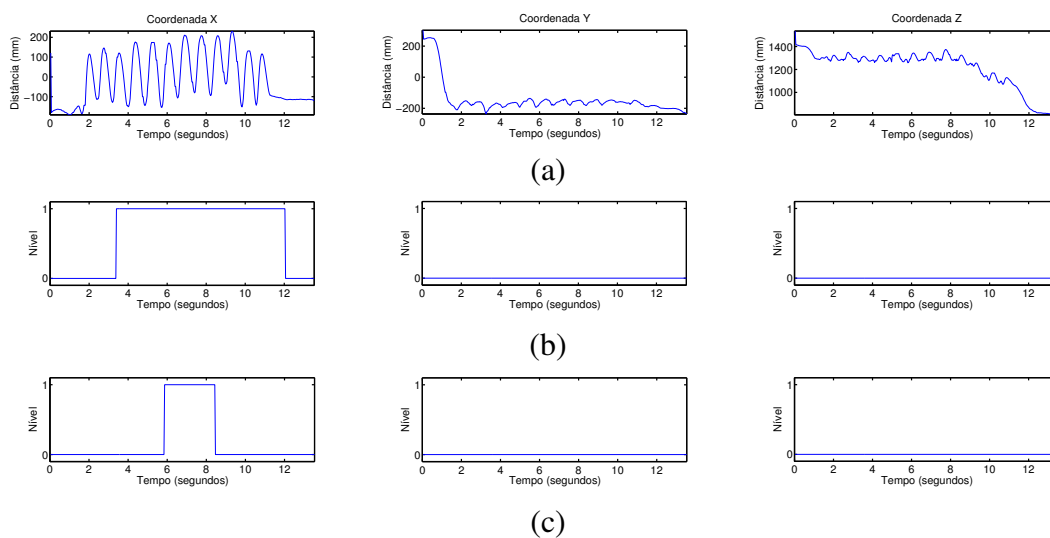 Coordenada X
Coordenada Y
Coordenada Z
Distância (mm)
200
100
0
−100
0 2 4 6 8 10 12
Tempo (segundos)
Distância (mm)
200
0
−200
0 2 4 6 8 10 12
Tempo (segundos)
Distância (mm)
1400
1200
1000
0 2 4 6 8 10 12
Tempo (segundos)
(a)
Nível
1
0
0 2 4 6 8 10 12
Tempo (segundos)
Nível
1
0
0 2 4 6 8 10 12
Tempo (segundos)
Nível
1
0
0 2 4 6 8 10 12
Tempo (segundos)
(b)
Nível
1
0
0 2 4 6 8 10 12
Tempo (segundos)
Nível
1
0
0 2 4 6 8 10 12
Tempo (segundos)
Nível
1
0
0 2 4 6 8 10 12
Tempo (segundos)
(c)